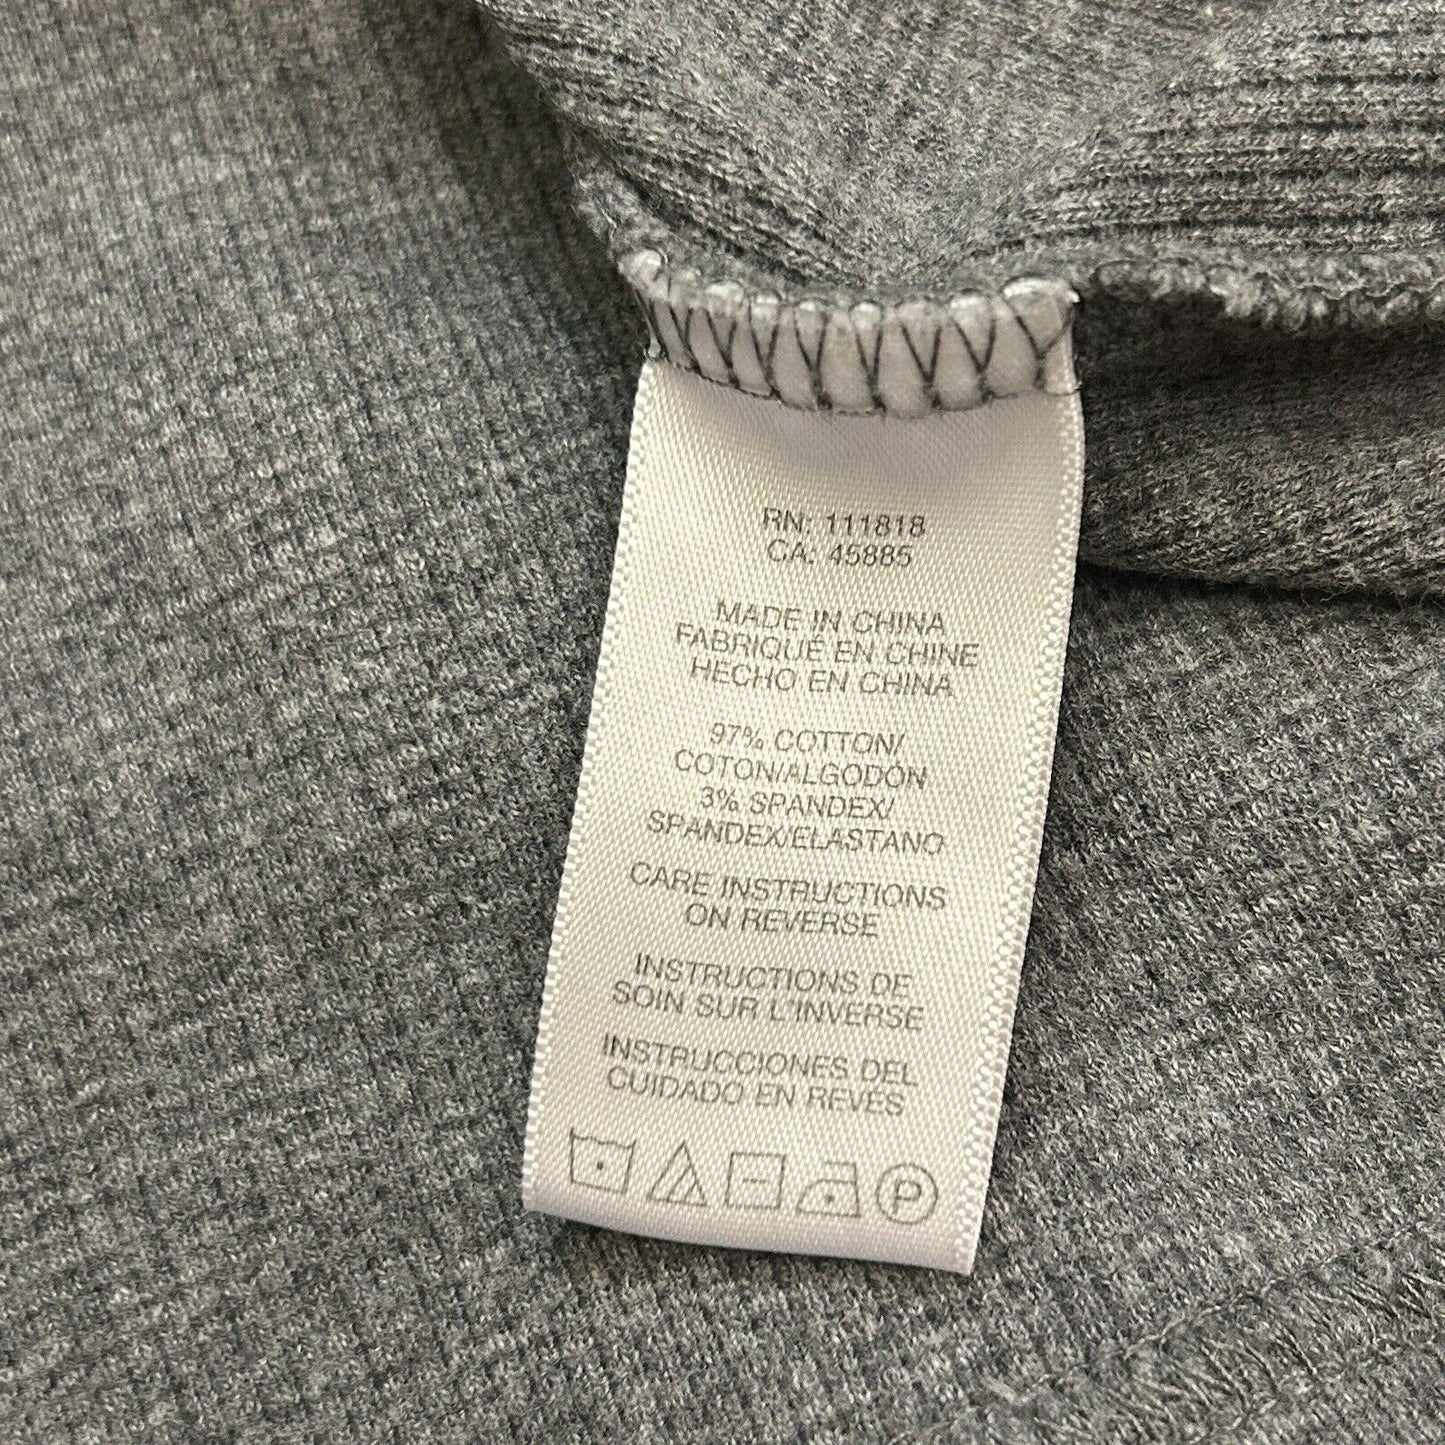 RN: 111818
CA: 45885
MADE IN CHINA
FABRIQUÉ EN CHINE
HECHO EN CHINA
97% COTTON/
COTON/ALGODÓN
3% SPANDEX/
SPANDEX/ELASTANO
CARE INSTRUCTIONS
ON REVERSE
INSTRUCTIONS DE
SOIN SUR L'INVERSE
INSTRUCCIONES DEL
CUIDADO EN REVES
P